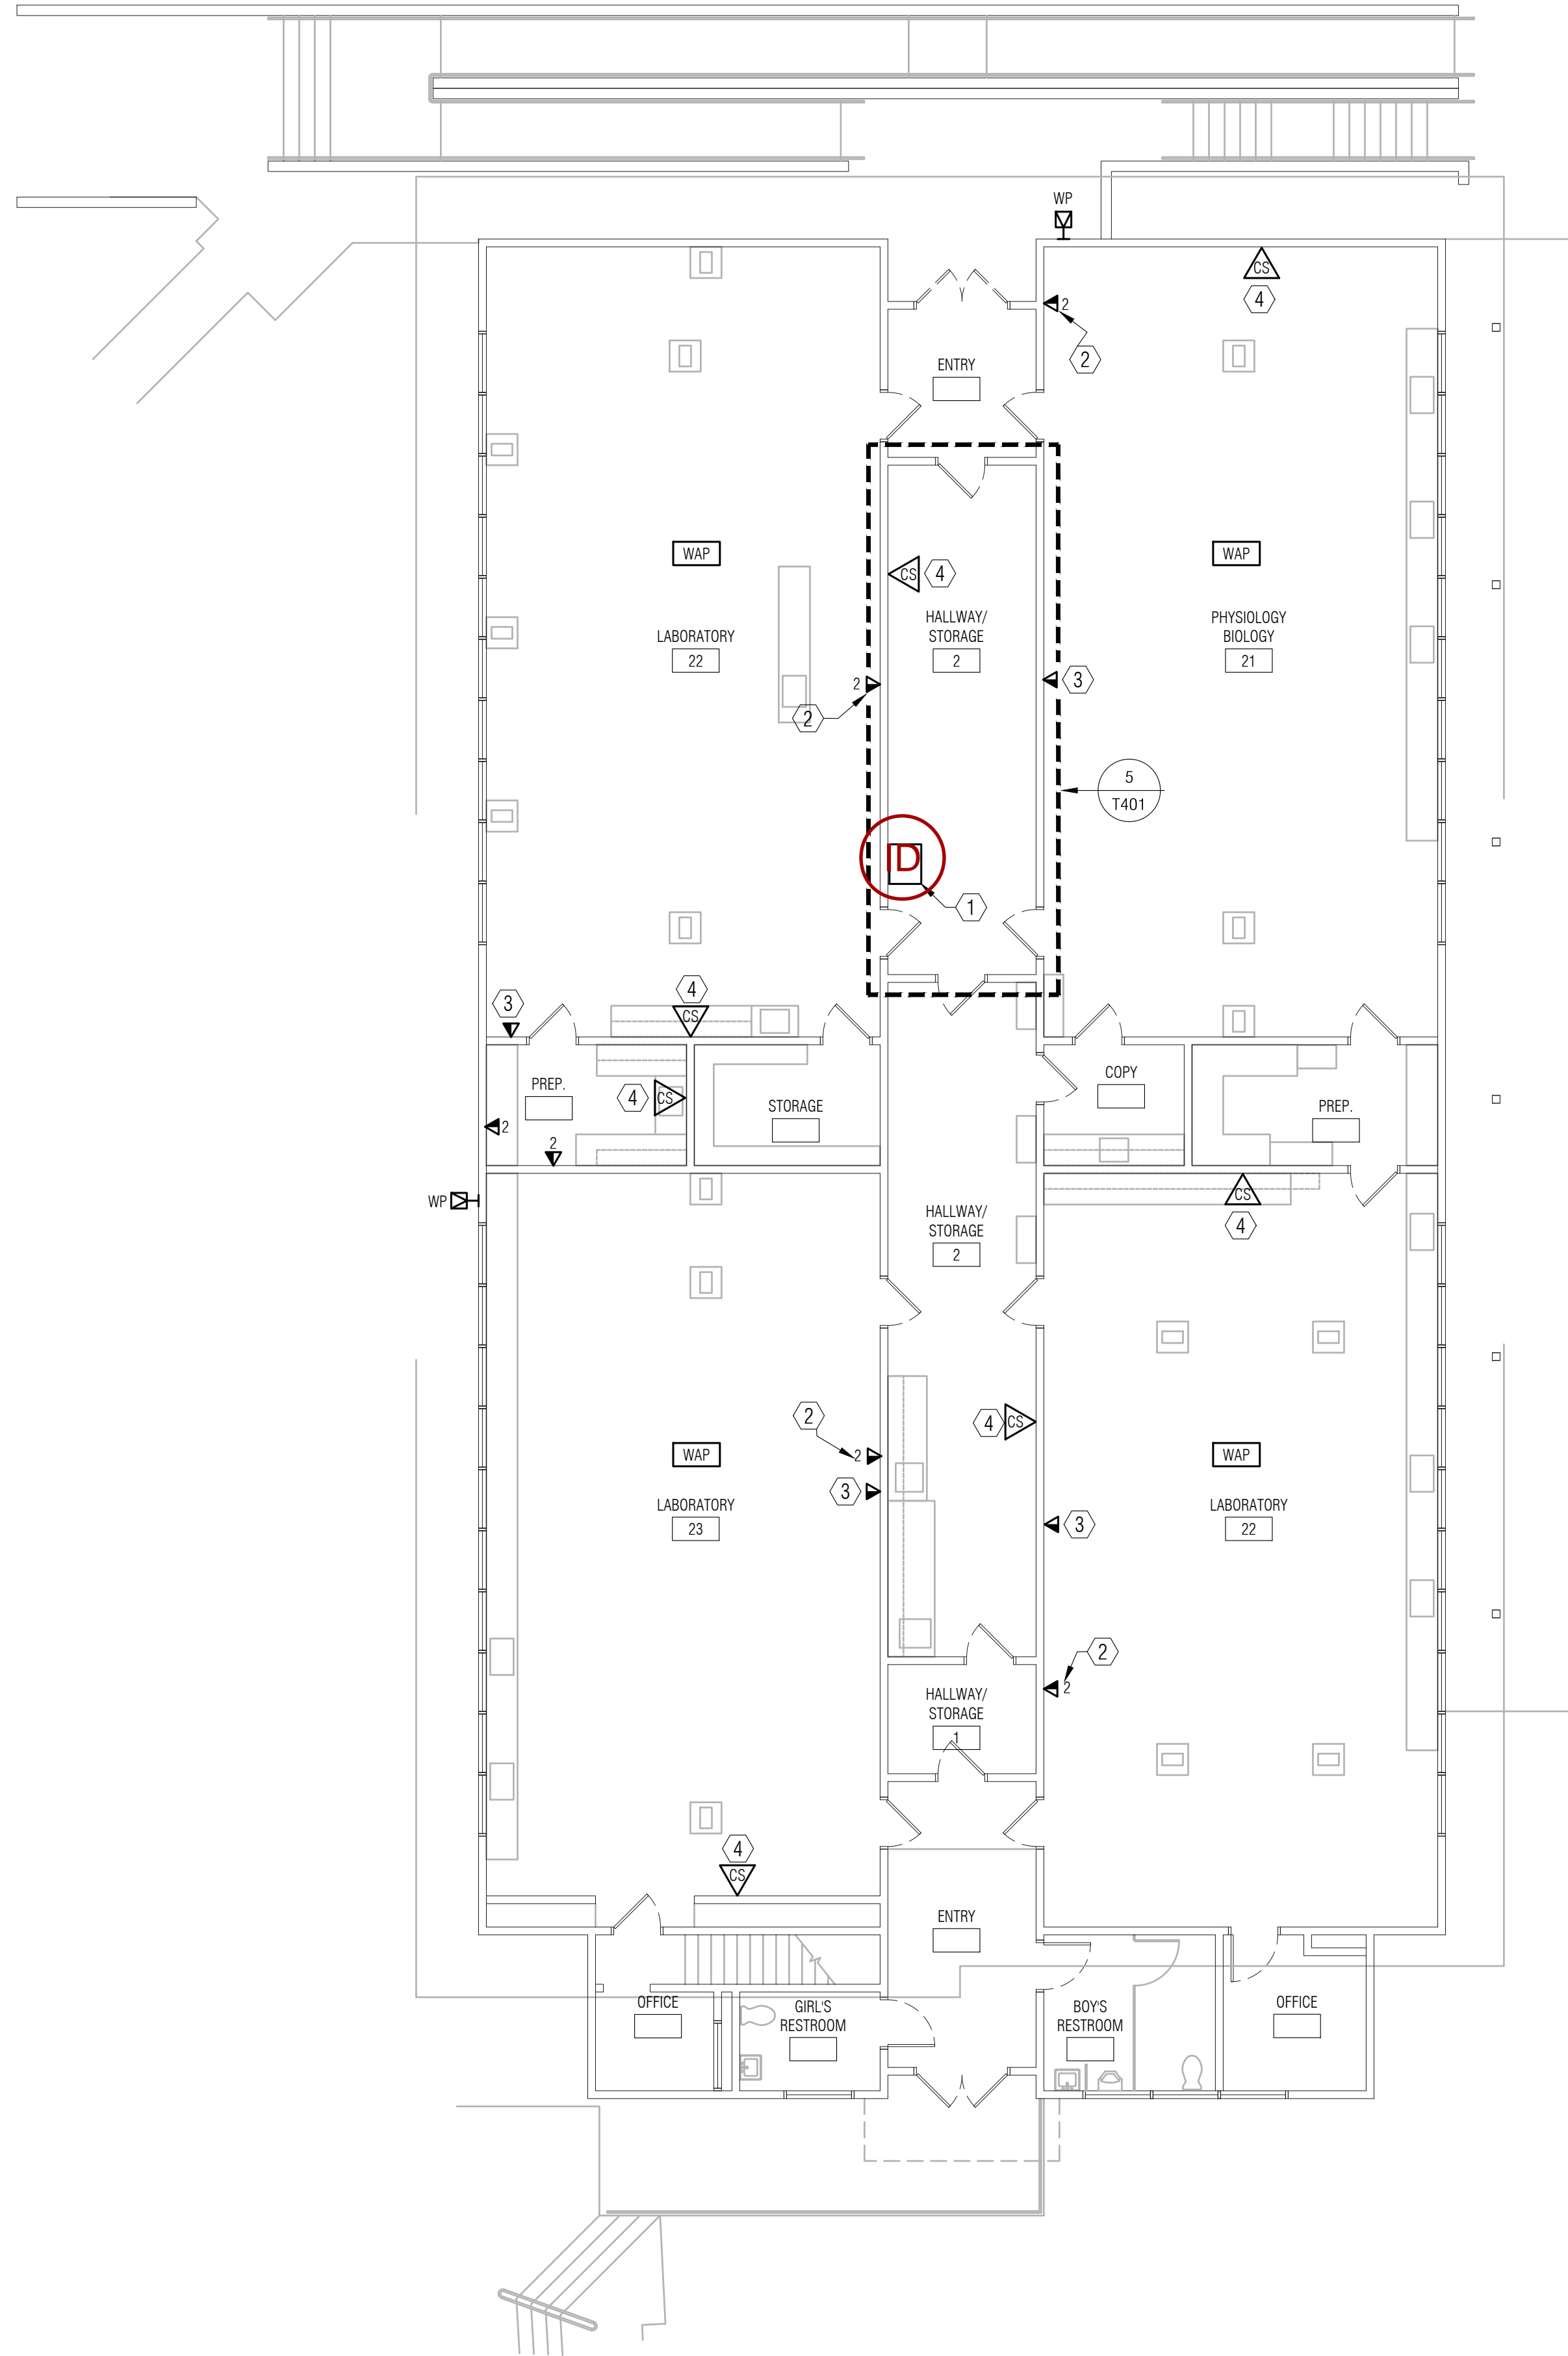 WP
CS
4
2
2
ENTRY
WAP
WAP
CS
4
LABORATORY
22
HALLWAY/
STORAGE
2
PHYSIOLOGY
BIOLOGY
21
2
3
2
5
T401
ID
1
3
4
CS
PREP.
4
CS
2
2
STORAGE
COPY
PREP.
WP
CS
4
HALLWAY/
STORAGE
2
2
2
4
CS
WAP
WAP
3
3
LABORATORY
23
LABORATORY
22
2
2
HALLWAY/
STORAGE
1
4
CS
ENTRY
OFFICE
GIRL'S
RESTROOM
BOY'S
RESTROOM
OFFICE